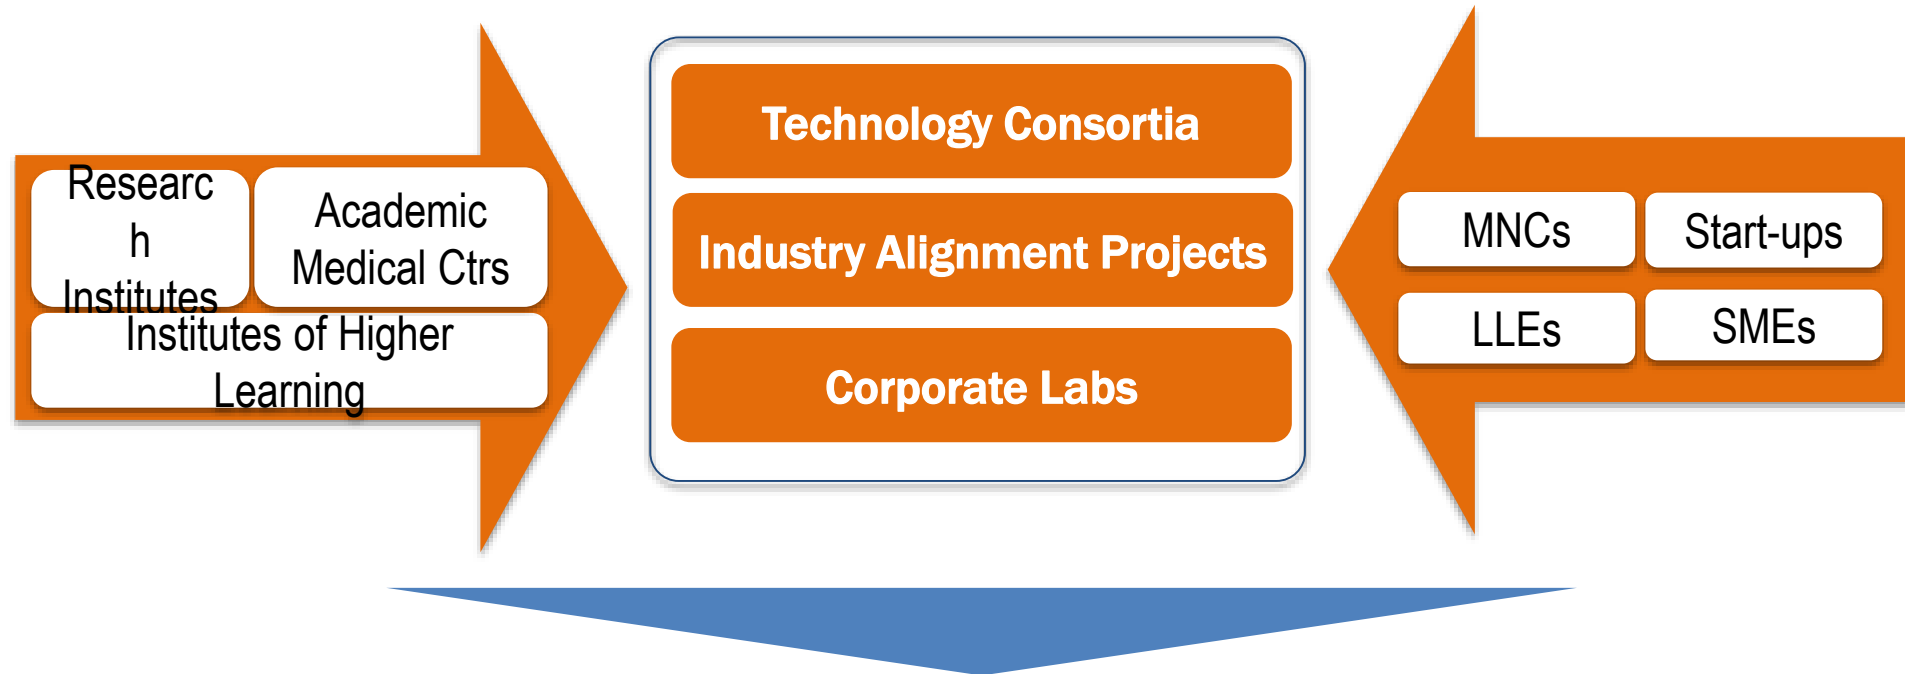 Researc
h
Institutes
Academic
Medical Ctrs
Institutes of Higher
Learning
Technology Consortia
Industry Alignment Projects
Corporate Labs
MNCs
Start-ups
LLEs
SMEs